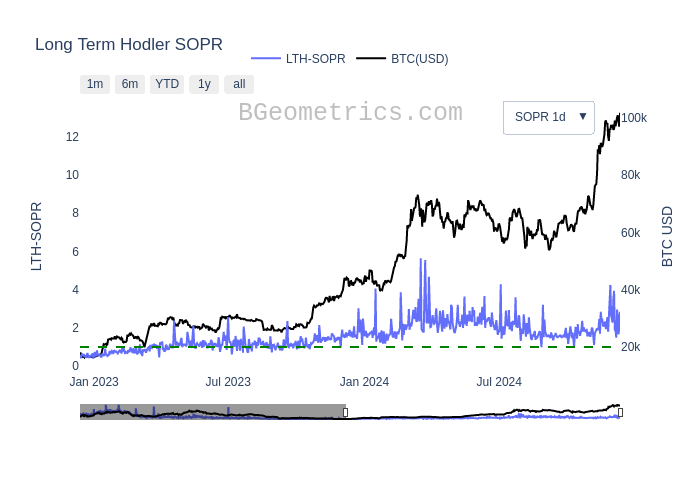 Long Term Hodler SOPR
LTH-SOPR BTC(USD)
1m 6m YTD 1y all
BGeometrics.com
SOPR 1d ▼
12
10
8
6
4
2
0
LTH-SOPR
100k
80k
60k
40k
20k
BTC USD
Jan 2023 Jul 2023 Jan 2024 Jul 2024